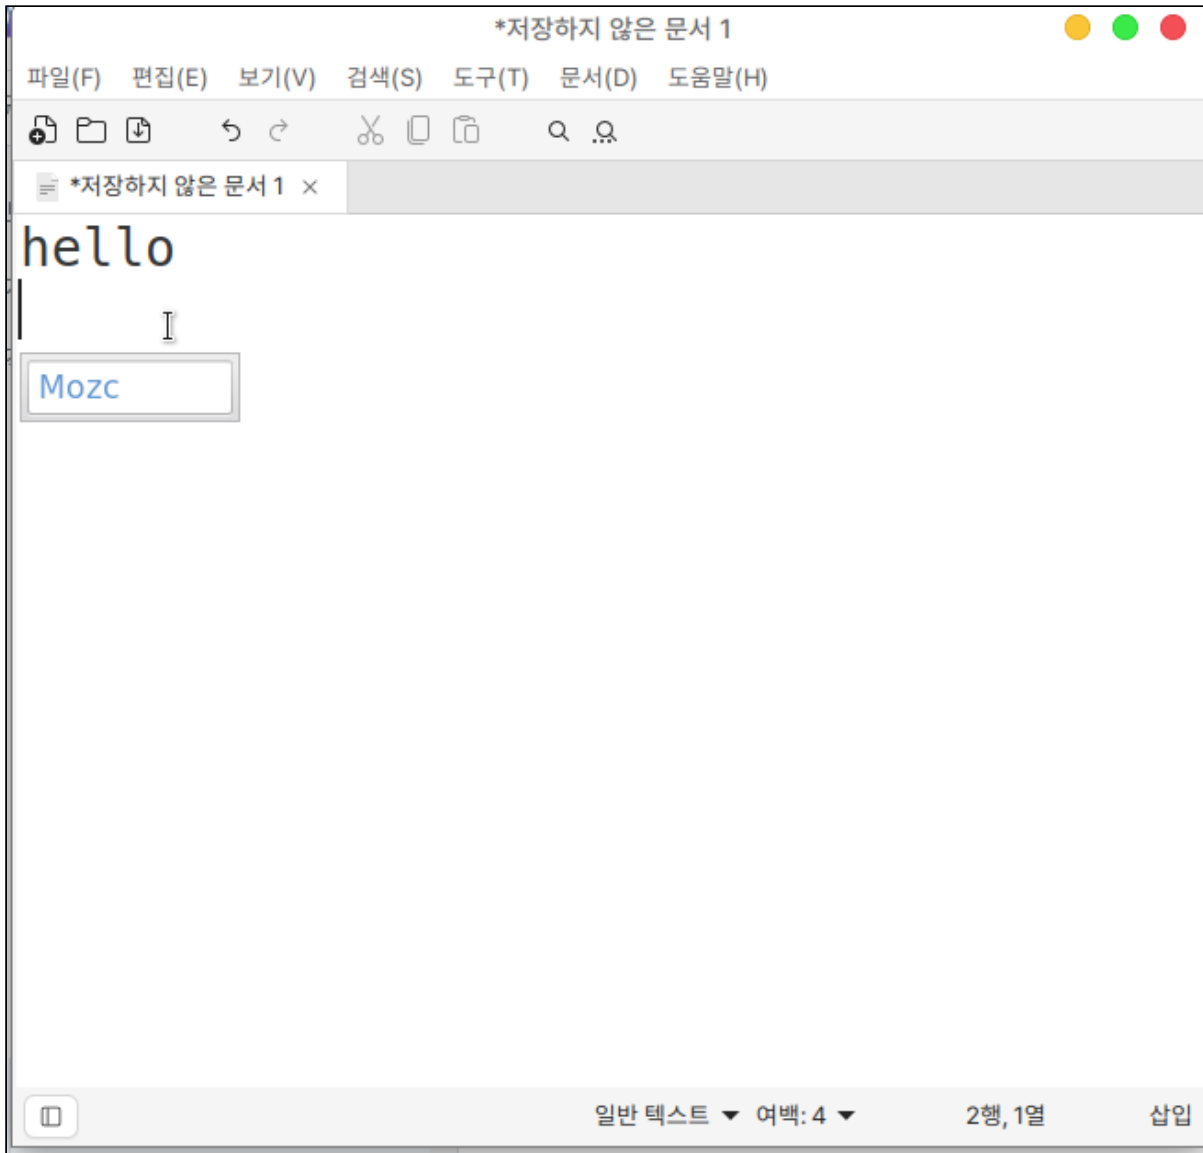 *저장하지 않은 문서 1
파일(F) 편집(E) 보기(V) 검색(S) 도구(T) 문서(D) 도움말(H)
*저장하지 않은 문서 1
hello
Mozc
일반 텍스트 여백: 4 2행, 1열 삽입